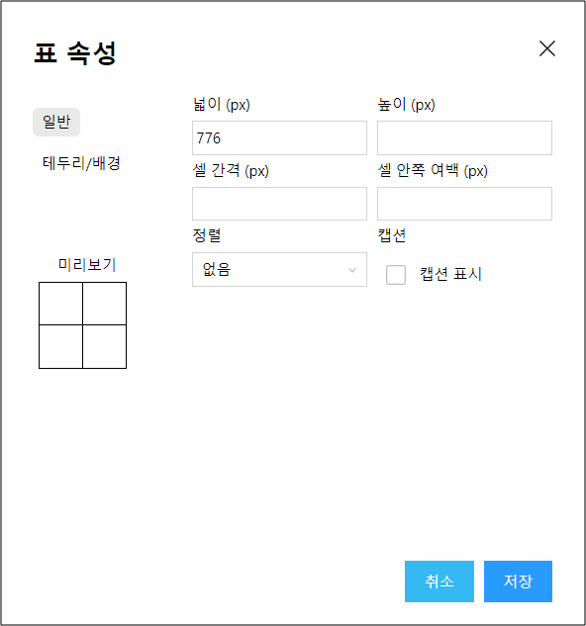 표 속성
일반
테두리/배경
미리보기
넓이 (px)
높이 (px)
776
셀 간격 (px)
셀 안쪽 여백 (px)
정렬
캡션
없음
캡션 표시
취소
저장